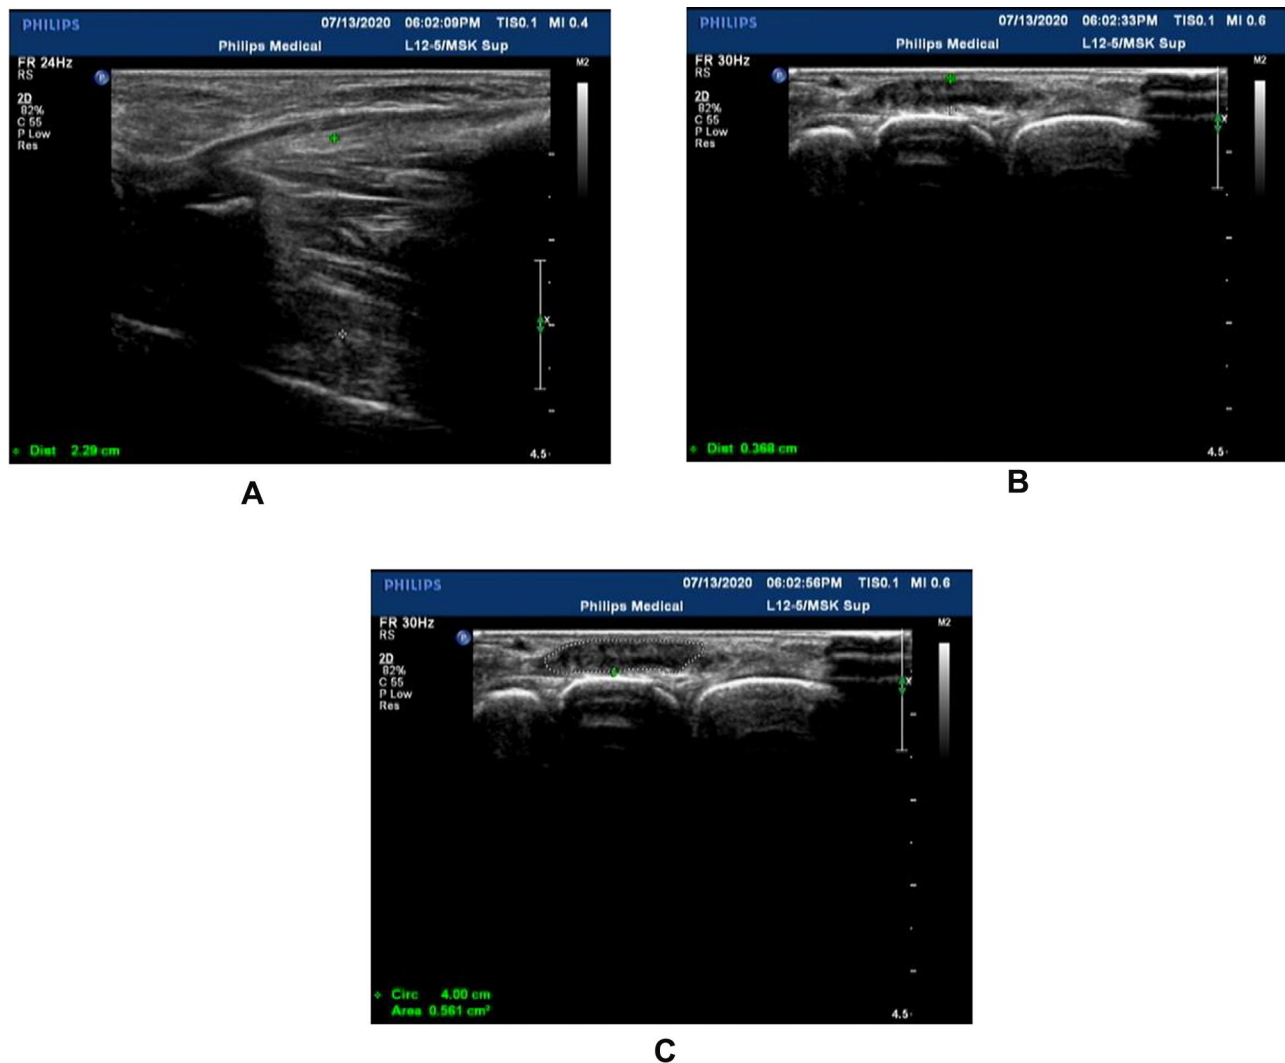 PHILIPS
07/13/2020 06:02:09PM TIS0.1 MI 0.4
Philips Medical L12-5/MSK Sup
FR 24Hz
RS
M2
P
2D
82%
C 55
P Low
Res
x
Dist 2.29 cm
4.5
A
PHILIPS
07/13/2020 06:02:33PM TIS0.1 MI 0.6
Philips Medical L12-5/MSK Sup
FR 30Hz
RS
M2
P
2D
82%
C 55
P Low
Res
x
Dist 0.368 cm
4.5
B
PHILIPS
07/13/2020 06:02:56PM TIS0.1 MI 0.6
Philips Medical L12-5/MSK Sup
FR 30Hz
RS
M2
P
2D
82%
C 55
P Low
Res
x
Circ 4.00 cm
Area 0.561 cm²
4.5
C